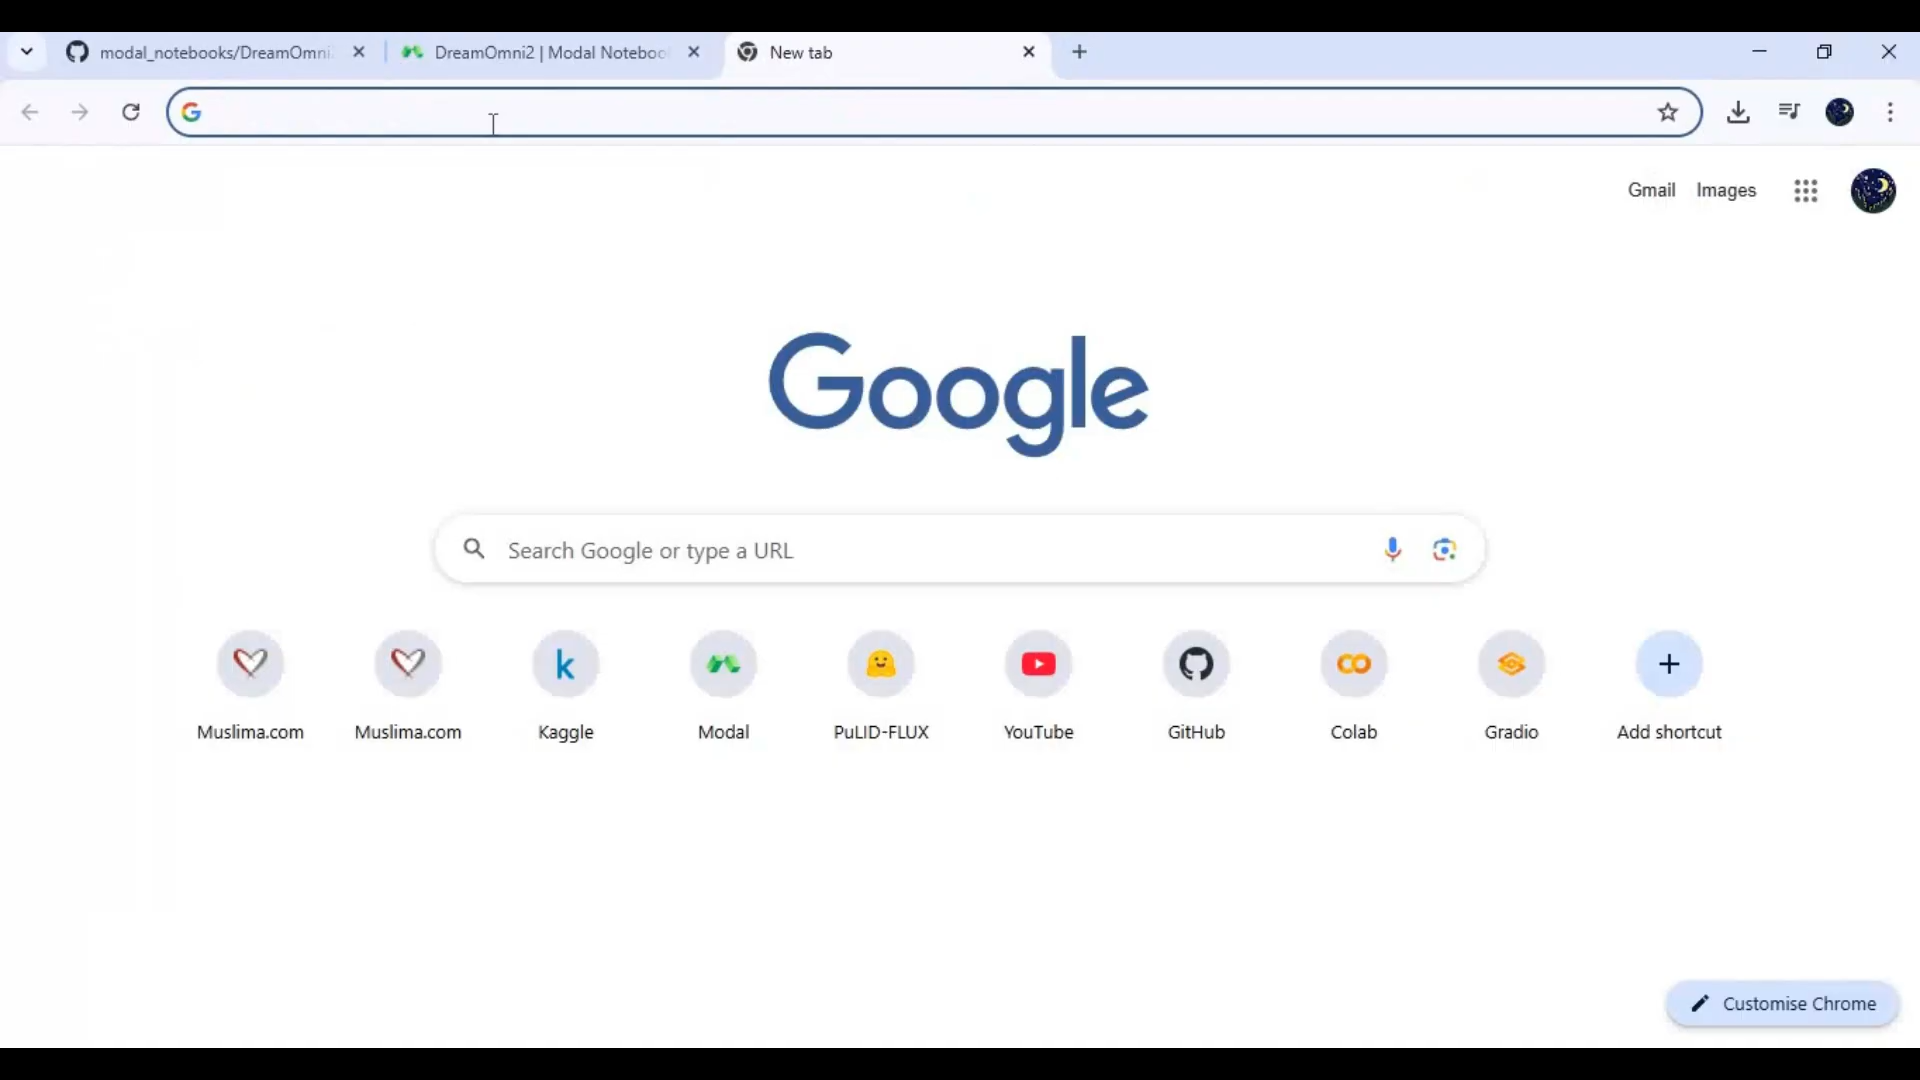 modal_notebooks/DreamOmni
DreamOmni2 | Modal Noteboo
New tab
Gmail
Images
Google
Search Google or type a URL
Muslima.com
Muslima.com
Kaggle
Modal
PuLID-FLUX
YouTube
GitHub
Colab
Gradio
Add shortcut
Customise Chrome